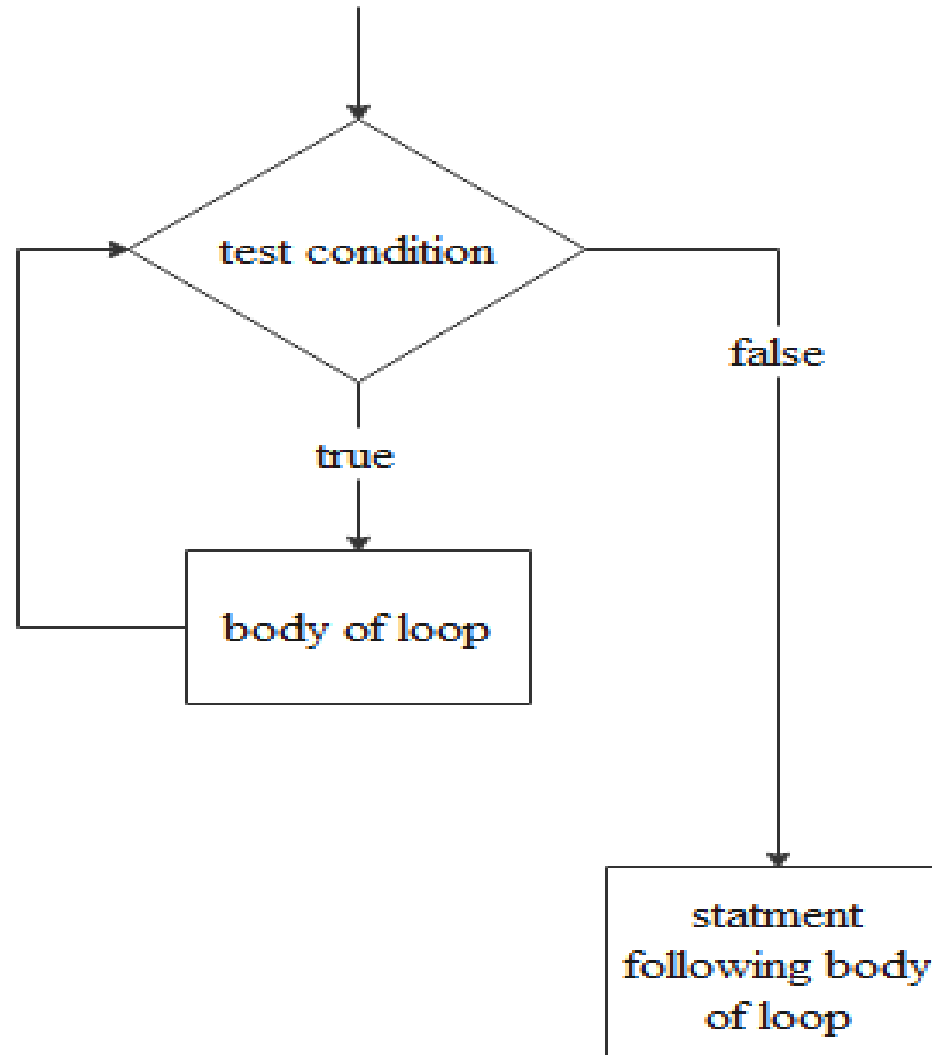 test condition
false
true
body of loop
statment
following body
of loop